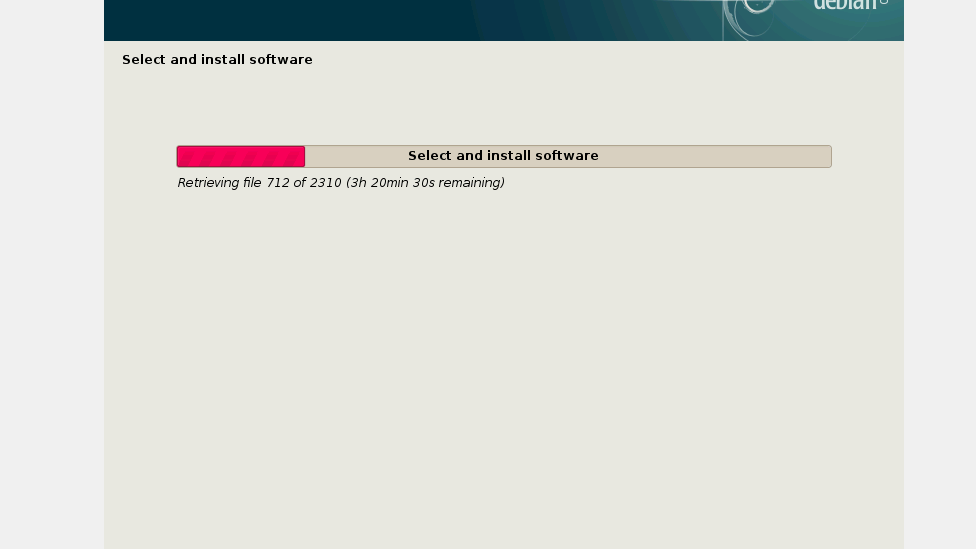 debian
Select and install software
Select and install software
Retrieving file 712 of 2310 (3h 20min 30s remaining)